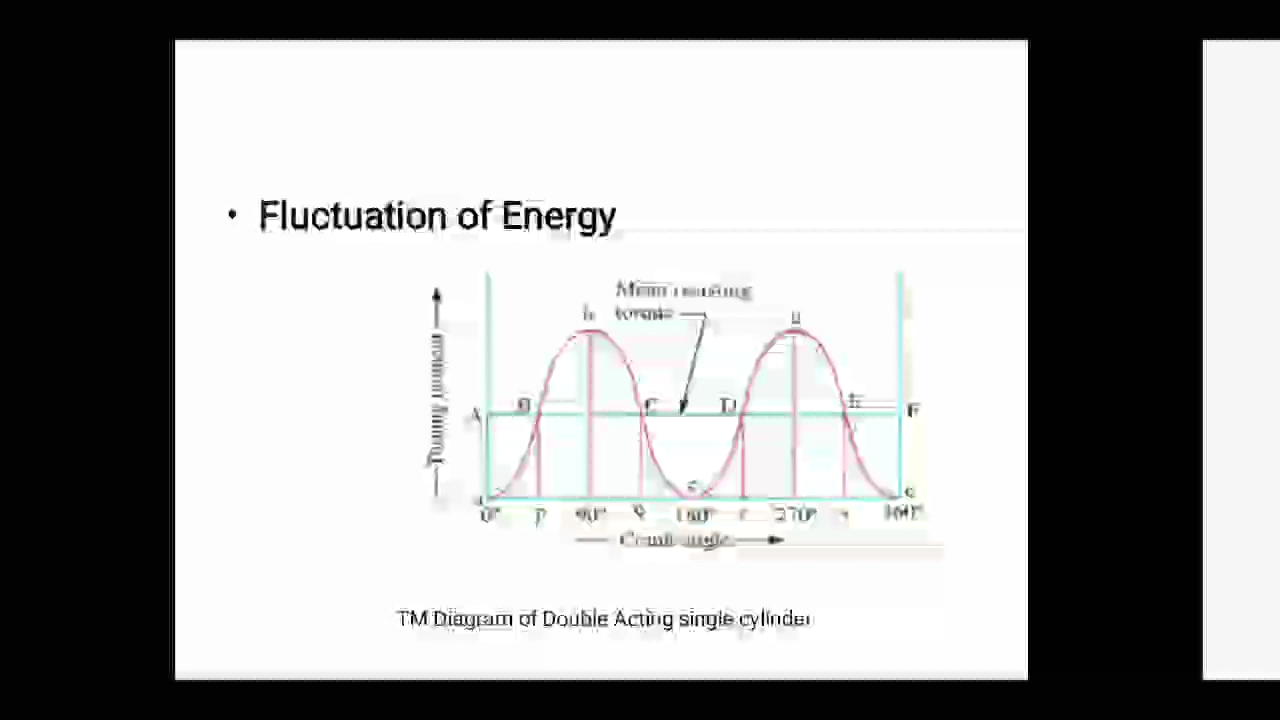 • Fluctuation of Energy
Mean resisting
torque
B C D F
A
0° p 90° 180° r 270° 360°
Crank angle
Turning moment
TM Diagram of Double Acting single cylinder